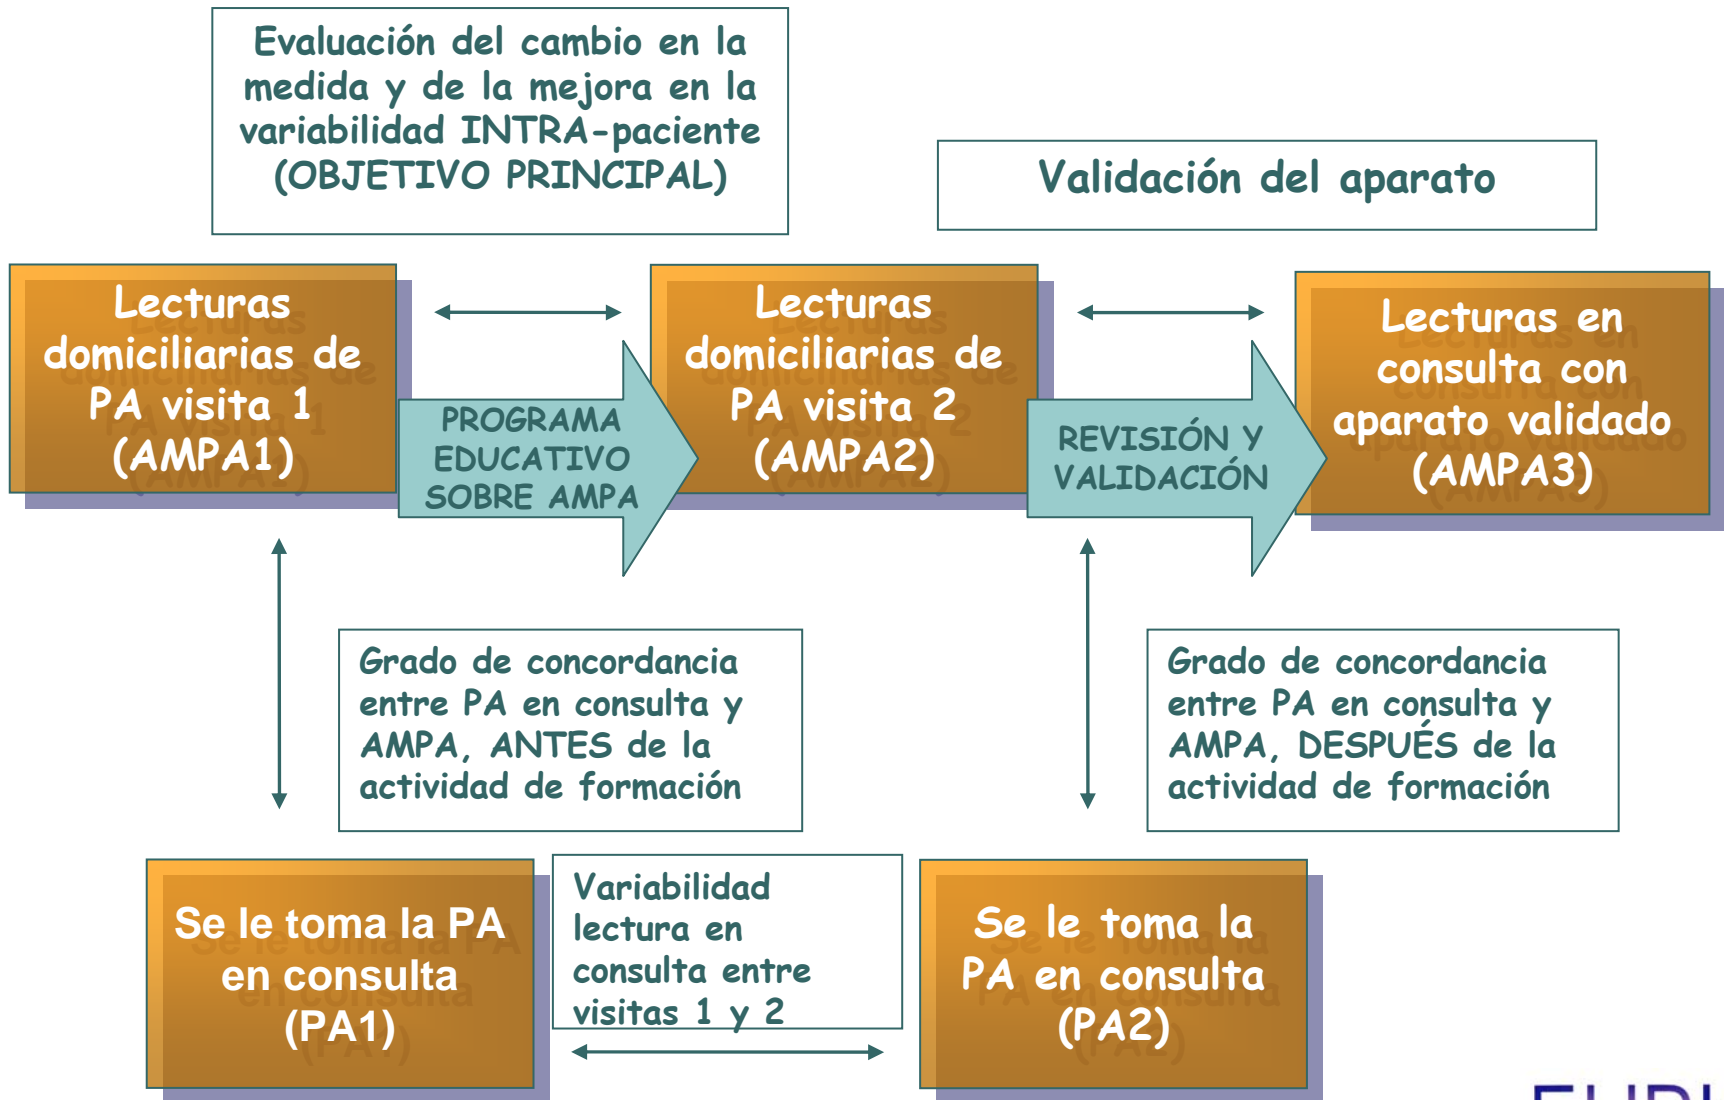 Evaluación del cambio en la
medida y de la mejora en la
variabilidad INTRA-paciente
(OBJETIVO PRINCIPAL)
Validación del aparato
Lecturas
domiciliarias de
PA visita 1
(AMPA1)
PROGRAMA
EDUCATIVO
SOBRE AMPA
Lecturas
domiciliarias de
PA visita 2
(AMPA2)
REVISIÓN Y
VALIDACIÓN
Lecturas en
consulta con
aparato validado
(AMPA3)
Grado de concordancia
entre PA en consulta y
AMPA, ANTES de la
actividad de formación
Grado de concordancia
entre PA en consulta y
AMPA, DESPUÉS de la
actividad de formación
Se le toma la PA
en consulta
(PA1)
Variabilidad
lectura en
consulta entre
visitas 1 y 2
Se le toma la
PA en consulta
(PA2)